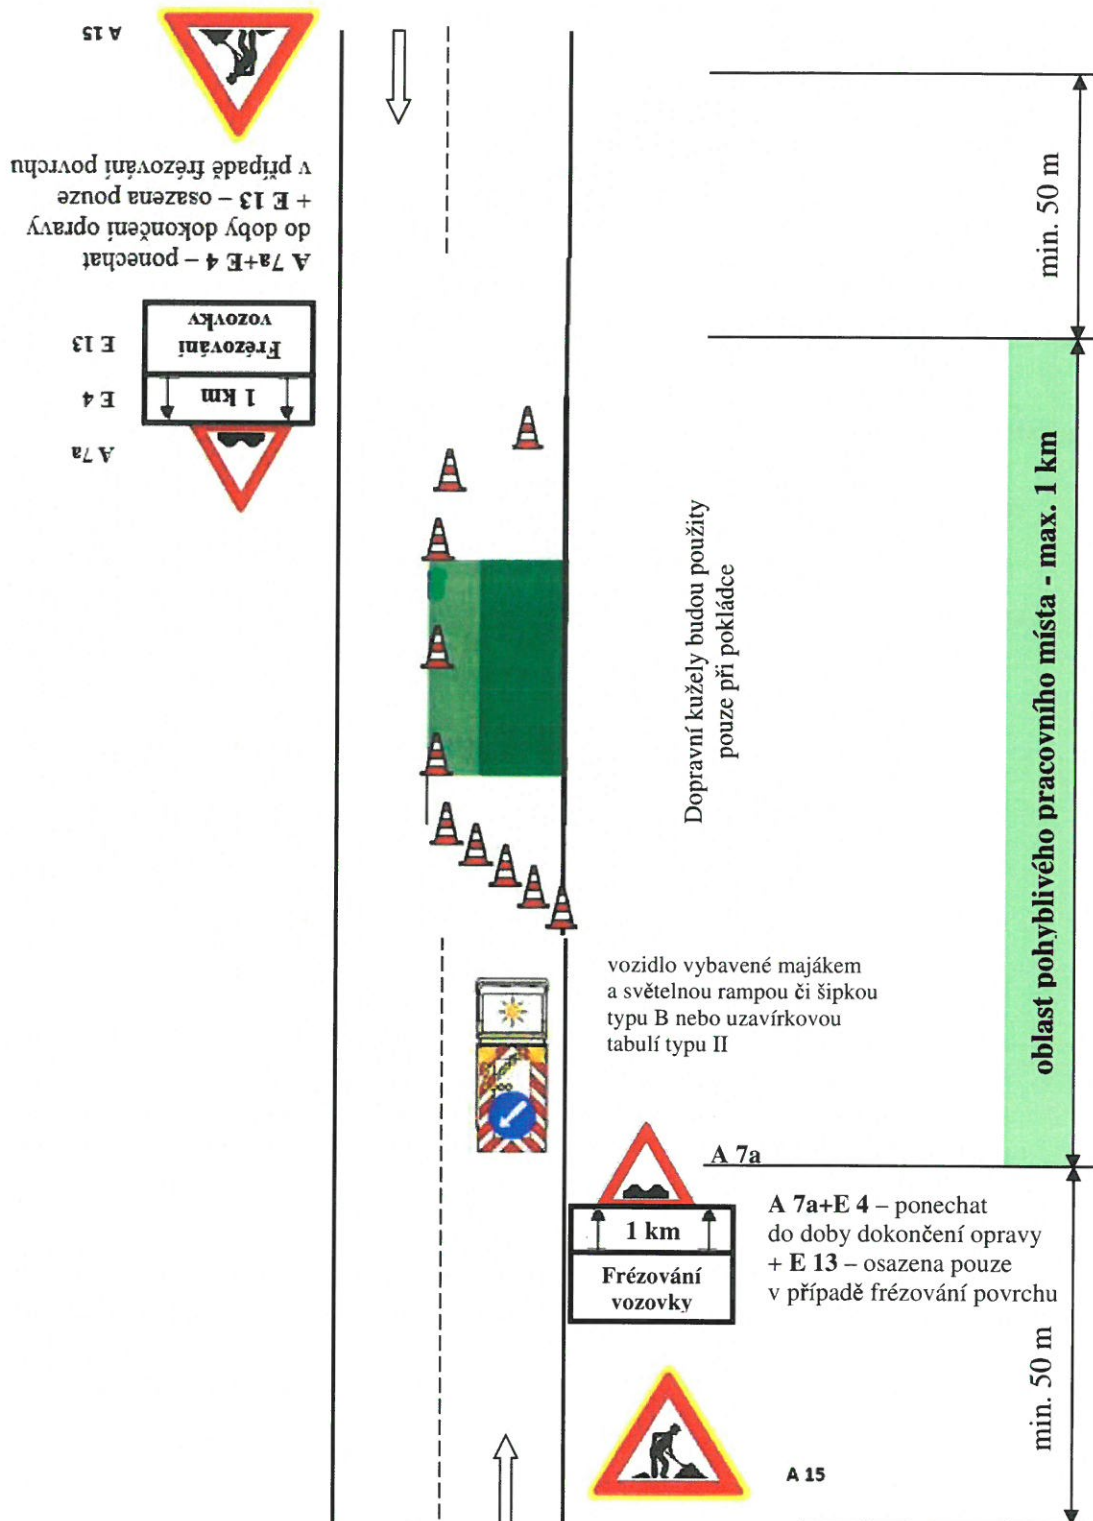 A 15
A 7a+E 4 – ponechat
do doby dokončení opravy
+ E 13 – osazena pouze
v případě frézování povrchu
A 7a
E 4
E 13
1 km
Frézování
vozovky
min. 50 m
oblast pohyblivého pracovního místa - max. 1 km
Dopravní kužely budou použity
pouze při pokládce
vozidlo vybavené majákem
a světelnou rampou či šipkou
typu B nebo uzavírkovou
tabulí typu II
A 7a
1 km
Frézování
vozovky
A 7a+E 4 – ponechat
do doby dokončení opravy
+ E 13 – osazena pouze
v případě frézování povrchu
min. 50 m
A 15